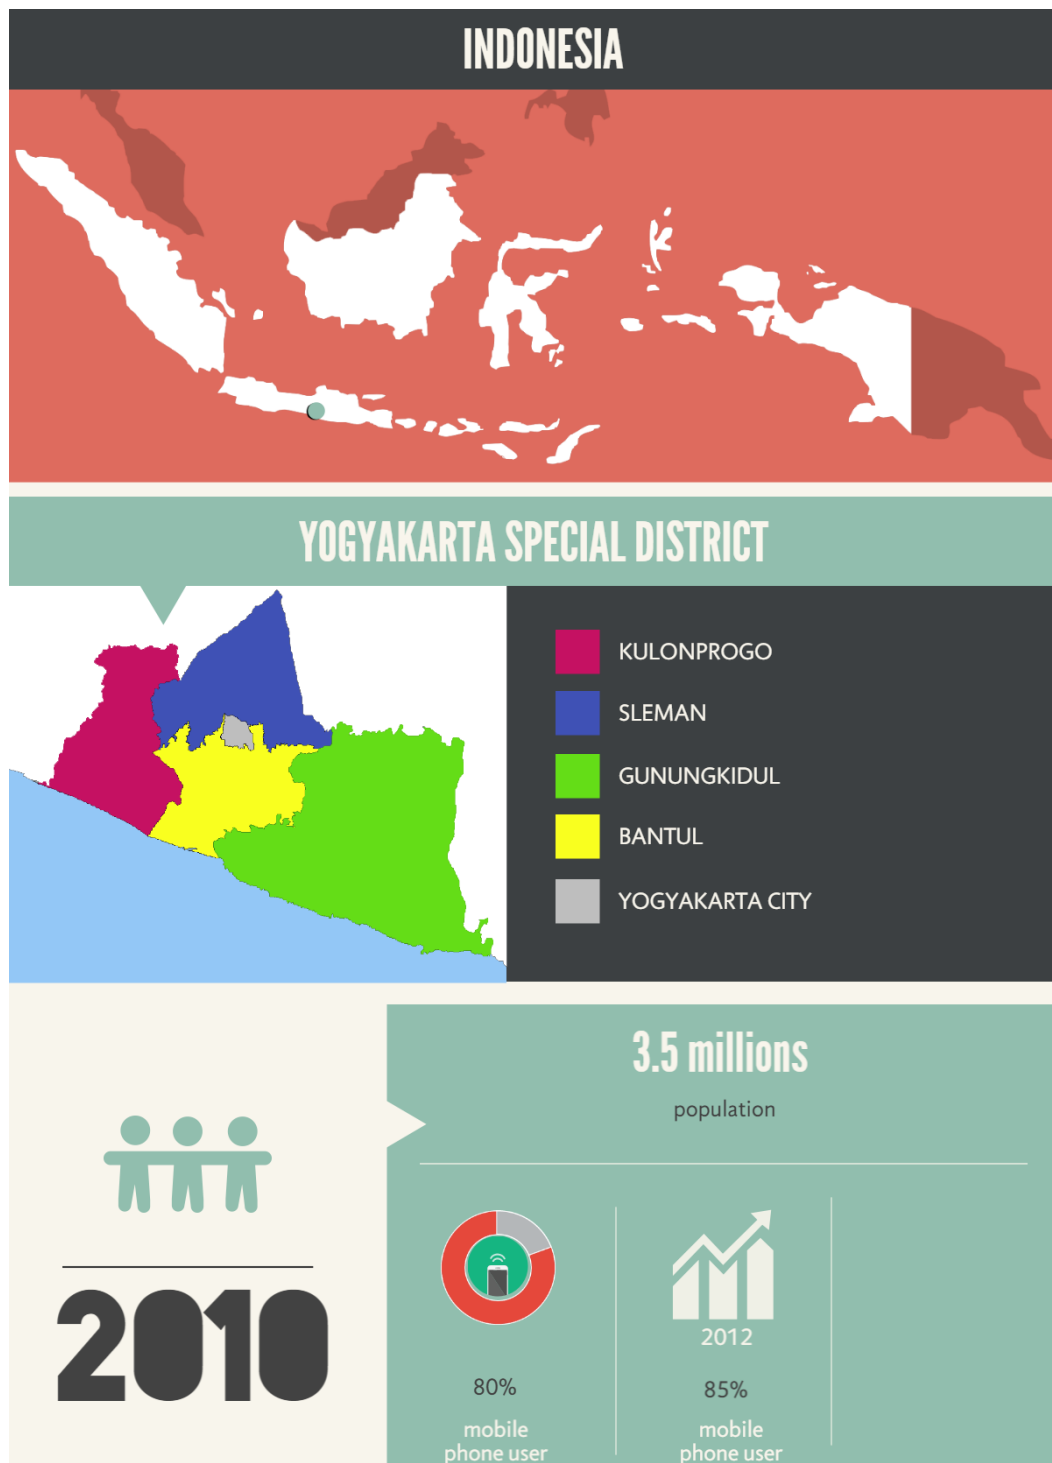 INDONESIA
YOGYAKARTA SPECIAL DISTRICT
KULONPROGO
SLEMAN
GUNUNGKIDUL
BANTUL
YOGYAKARTA CITY
3.5 millions
population
2010
80%
mobile
phone user
2012
85%
mobile
phone user